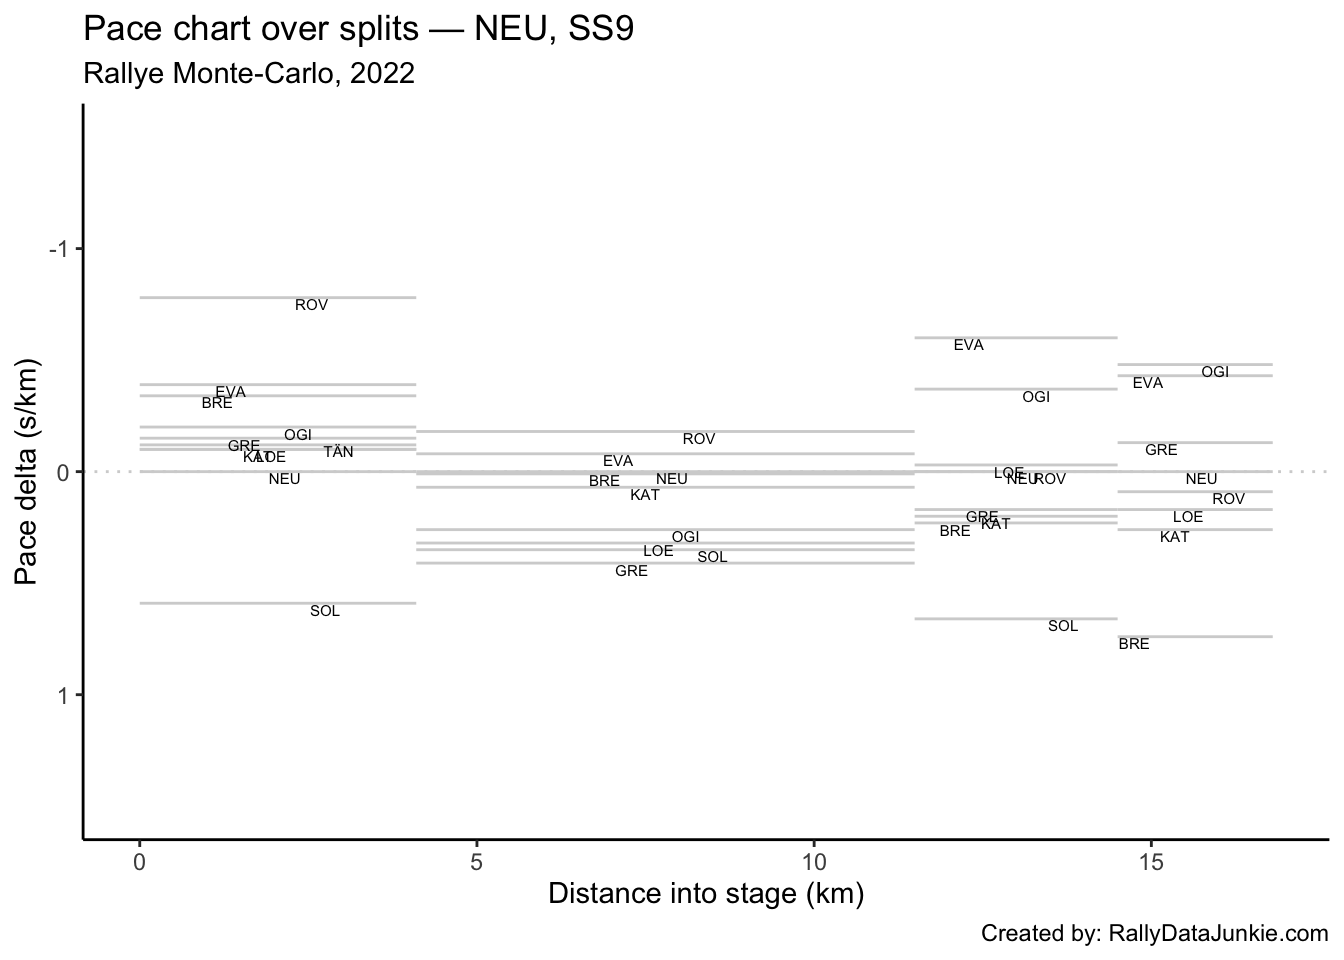 Pace chart over splits — NEU, SS9
Rallye Monte-Carlo, 2022
Pace delta (s/km)
-1
0
1
ROV
EVA
BRE
OGI
GRE
TÄN
KAT
LOE
NEU
SOL
ROV
EVA
BRE
NEU
KAT
OGI
LOE
SOL
GRE
EVA
OGI
LOE
NEU
ROV
GRE
KAT
BRE
SOL
OGI
EVA
GRE
NEU
ROV
LOE
KAT
BRE
0
5
10
15
Distance into stage (km)
Created by: RallyDataJunkie.com